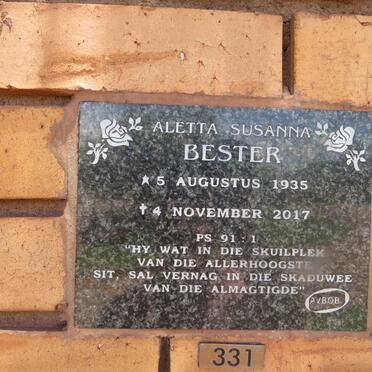 ALETTA SUSANNA
BESTER
★ 5 AUGUSTUS 1935
✝ 4 NOVEMBER 2017
PS 91 : 1
"HY WAT IN DIE SKUILPLEK
VAN DIE ALLERHOOGSTE
SIT, SAL VERNAG IN DIE SKADUWEE
VAN DIE ALMAGTIGDE"
AVBOB
331